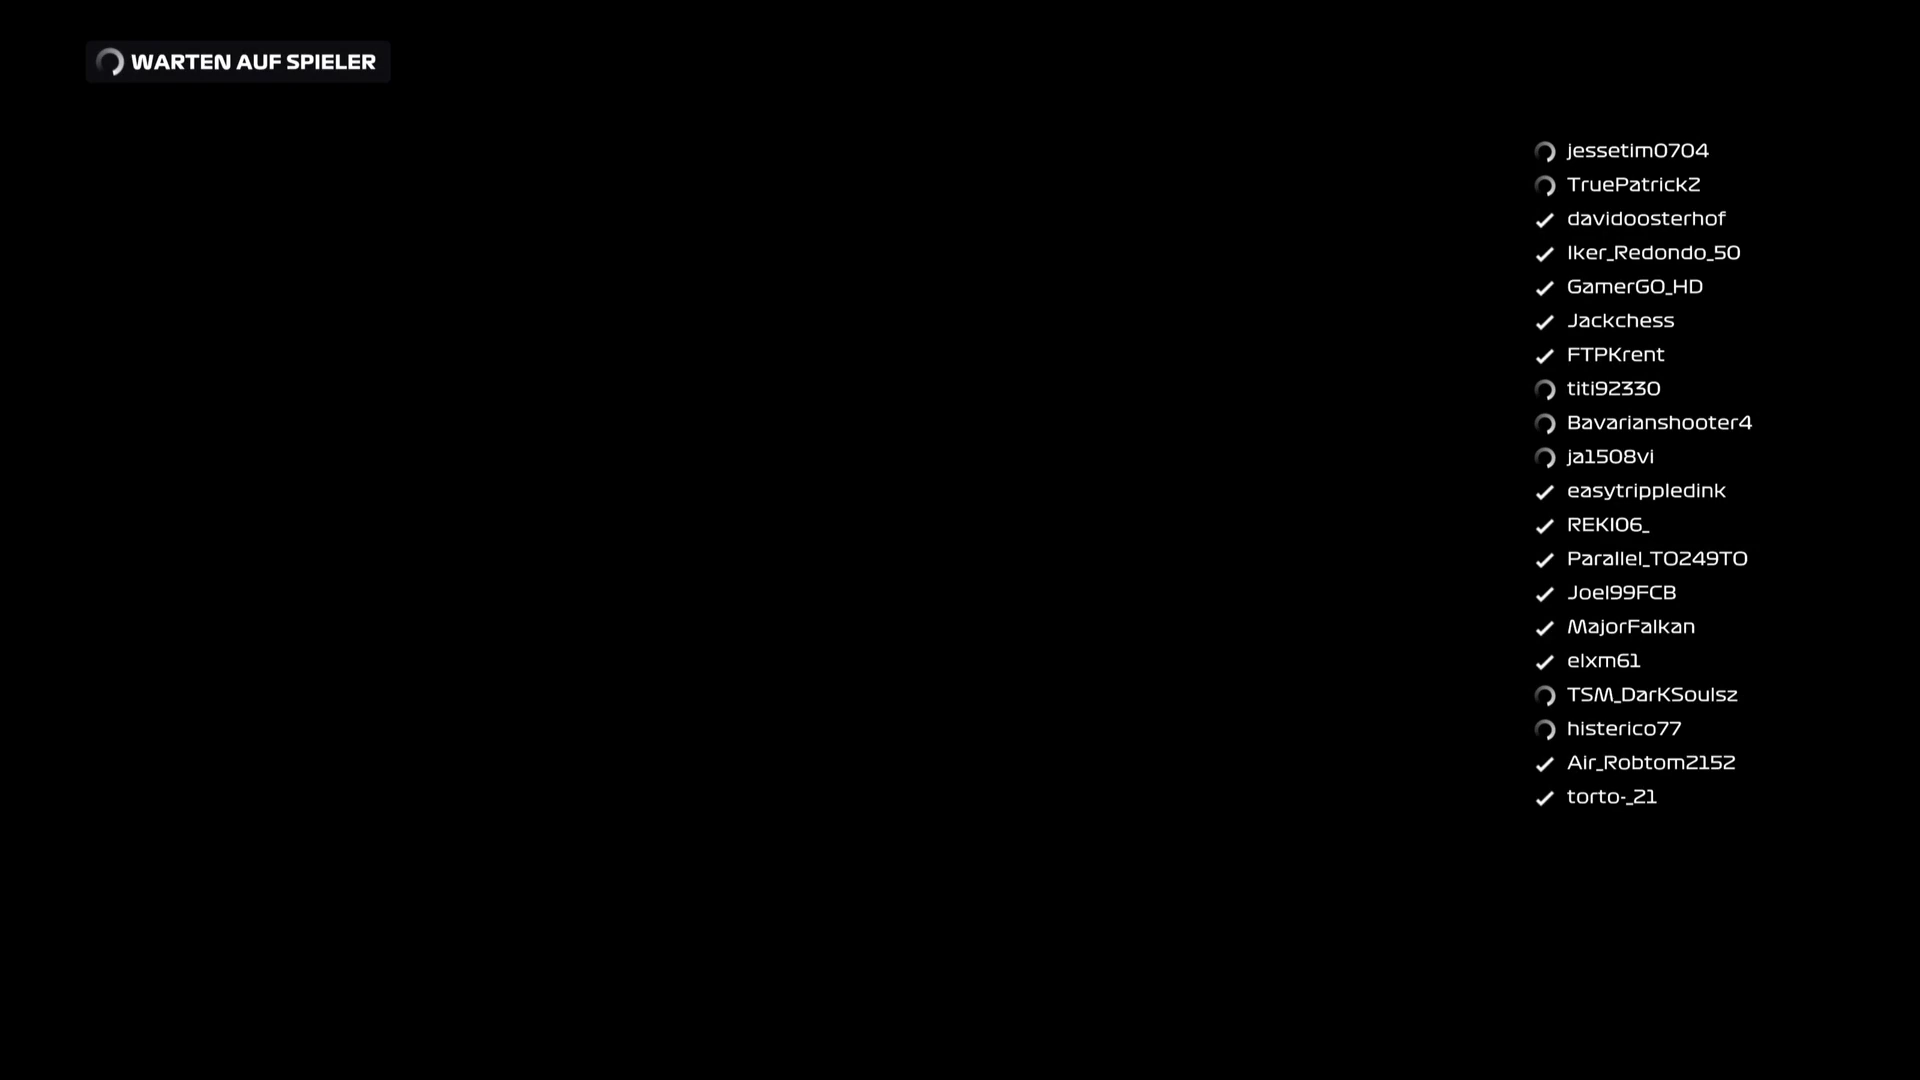 WARTEN AUF SPIELER
jessetim0704
TruePatrick2
davidoosterhof
Iker_Redondo_50
GamerGO_HD
Jackchess
FTPKrent
titi92330
Bavarianshooter4
ja1508vi
easytrippledink
REKI06_
Parallel_TO249TO
Joel99FCB
MajorFalkan
elxm61
TSM_DarKSoulsz
histerico77
Air_Robtom2152
torto-_21